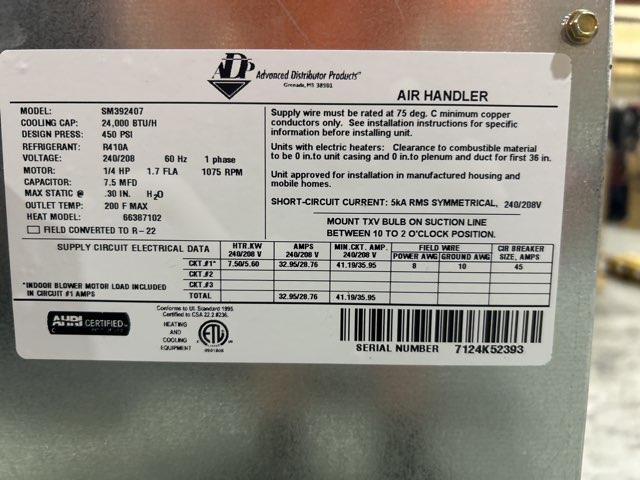 ADP Advanced Distributor Products™
Grenada, MS 38901
AIR HANDLER
MODEL: SM392407
COOLING CAP: 24,000 BTU/H
DESIGN PRESS: 450 PSI
REFRIGERANT: R410A
VOLTAGE: 240/208 60 Hz 1 phase
MOTOR: 1/4 HP 1.7 FLA 1075 RPM
CAPACITOR: 7.5 MFD
MAX STATIC @ .30 IN. H2O
OUTLET TEMP: 200 F MAX
HEAT MODEL: 66387102
FIELD CONVERTED TO R-22
Supply wire must be rated at 75 deg. C minimum copper
conductors only. See installation instructions for specific
information before installing unit.
Units with electric heaters: Clearance to combustible material
to be 0 in.to unit casing and 0 in.to plenum and duct for first 36 in.
Unit approved for installation in manufactured housing and
mobile homes.
SHORT-CIRCUIT CURRENT: 5kA RMS SYMMETRICAL, 240/208V
MOUNT TXV BULB ON SUCTION LINE
BETWEEN 10 TO 2 O'CLOCK POSITION.
SUPPLY CIRCUIT ELECTRICAL DATA HTR.KW 240/208 V AMPS 240/208 V MIN.CKT. AMP. 240/208 V FIELD WIRE POWER AWG GROUND AWG CIR BREAKER SIZE, AMPS
CKT.#1* 7.50/5.60 32.95/28.76 41.19/35.95 8 10 45
CKT.#2
*INDOOR BLOWER MOTOR LOAD INCLUDED CKT.#3
IN CIRCUIT #1 AMPS TOTAL 32.95/28.76 41.19/35.95
AHRI CERTIFIED™
Conforms to UL Standard 1995
Certified to CSA 22.2 #236.
HEATING
AND
COOLING
EQUIPMENT
ETL
SERIAL NUMBER 7124K52393